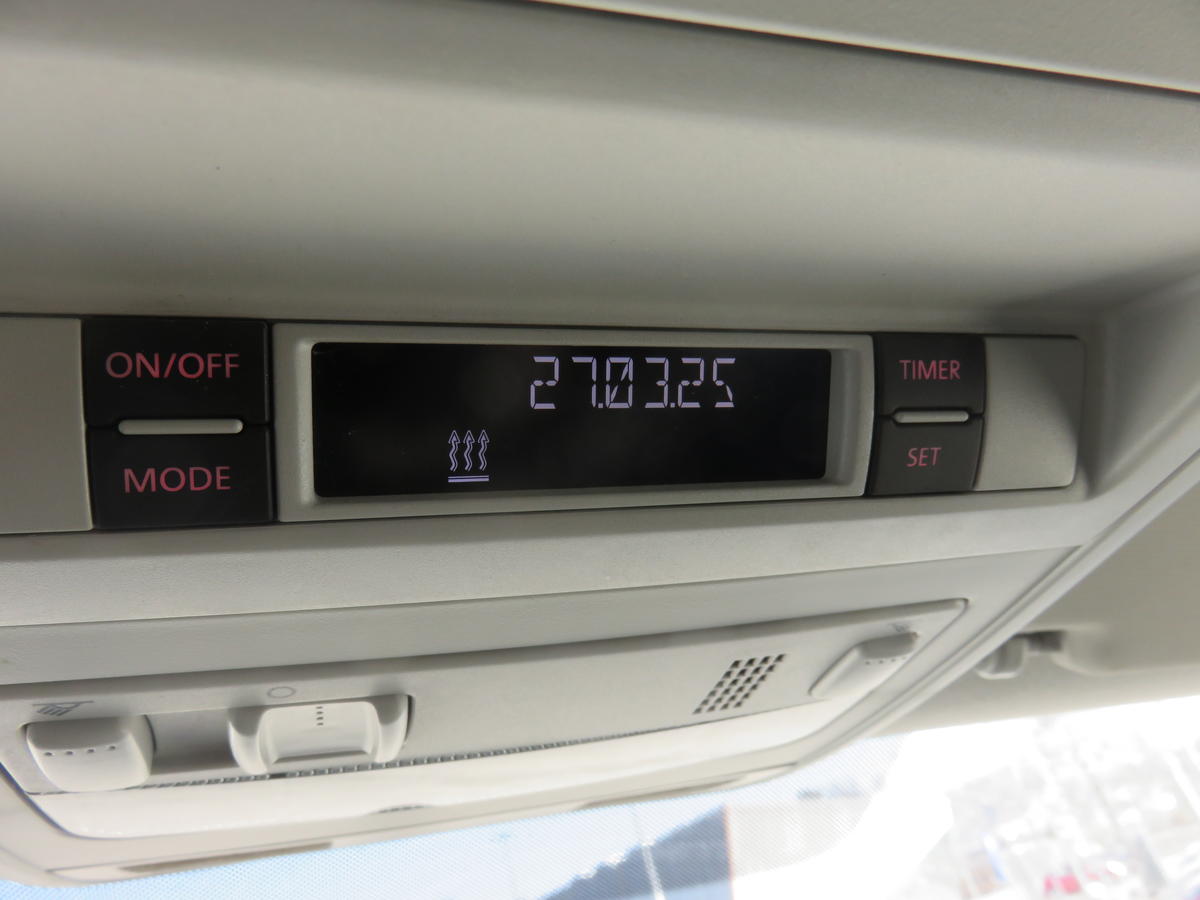 ON/OFF
MODE
27.03.25
TIMER
SET